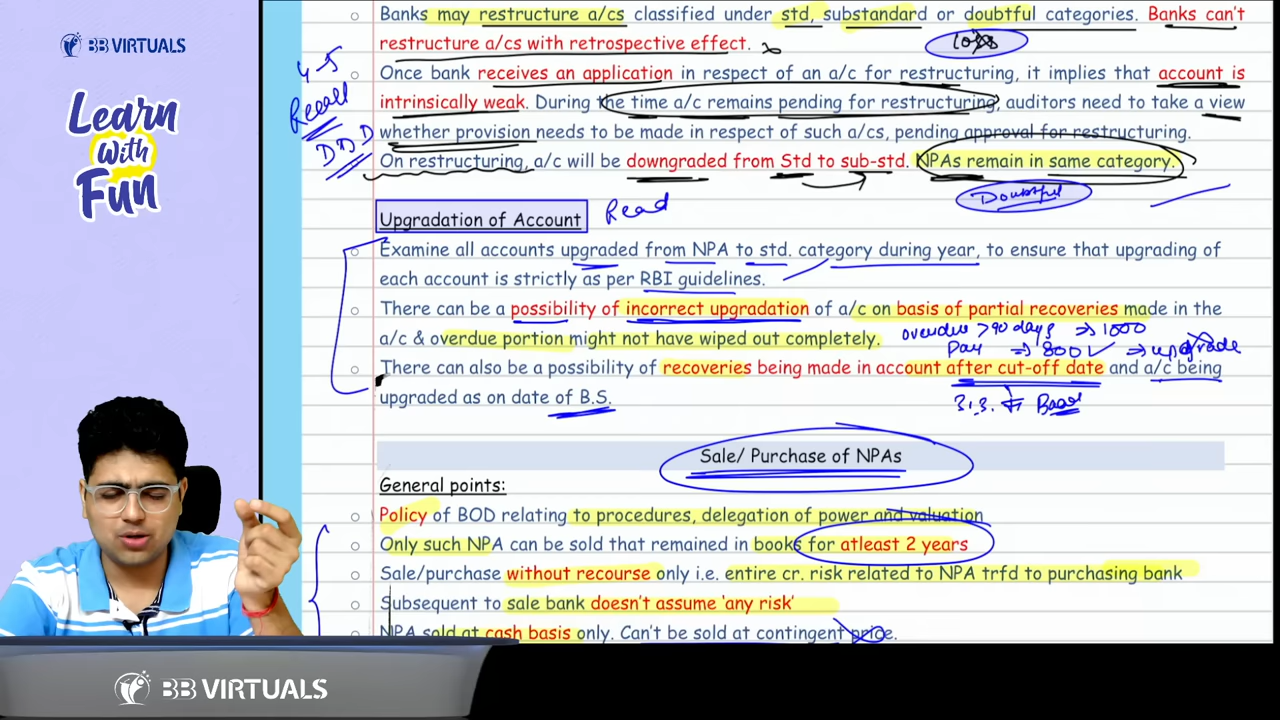 Banks may restructure a/cs classified under std, substandard or doubtful categories. Banks can't
restructure a/cs with retrospective effect.
loss
BB VIRTUALS
4-5
Once bank receives an application in respect of an a/c for restructuring, it implies that account is
intrinsically weak. During the time a/c remains pending for restructuring, auditors need to take a view
Recall
whether provision needs to be made in respect of such a/cs, pending approval for restructuring.
On restructuring, a/c will be downgraded from Std to sub-std. NPAs remain in same category.
Doubtful
Learn
With
Fun
Upgradation of Account
Read
Examine all accounts upgraded from NPA to std. category during year, to ensure that upgrading of
each account is strictly as per RBI guidelines.
There can be a possibility of incorrect upgradation of a/c on basis of partial recoveries made in the
a/c & overdue portion might not have wiped out completely.
overdue >90 days ⇒ 1000
Pay ⇒ 800 ✓ ⇒ upgrade
There can also be a possibility of recoveries being made in account after cut-off date and a/c being
upgraded as on date of B.S.
31.3.
Sale/ Purchase of NPAs
General points:
Policy of BOD relating to procedures, delegation of power and valuation
Only such NPA can be sold that remained in books for atleast 2 years
Sale/purchase without recourse only i.e. entire cr. risk related to NPA trfd to purchasing bank
Subsequent to sale bank doesn't assume 'any risk'
NPA sold at cash basis only. Can't be sold at contingent price.
BB VIRTUALS